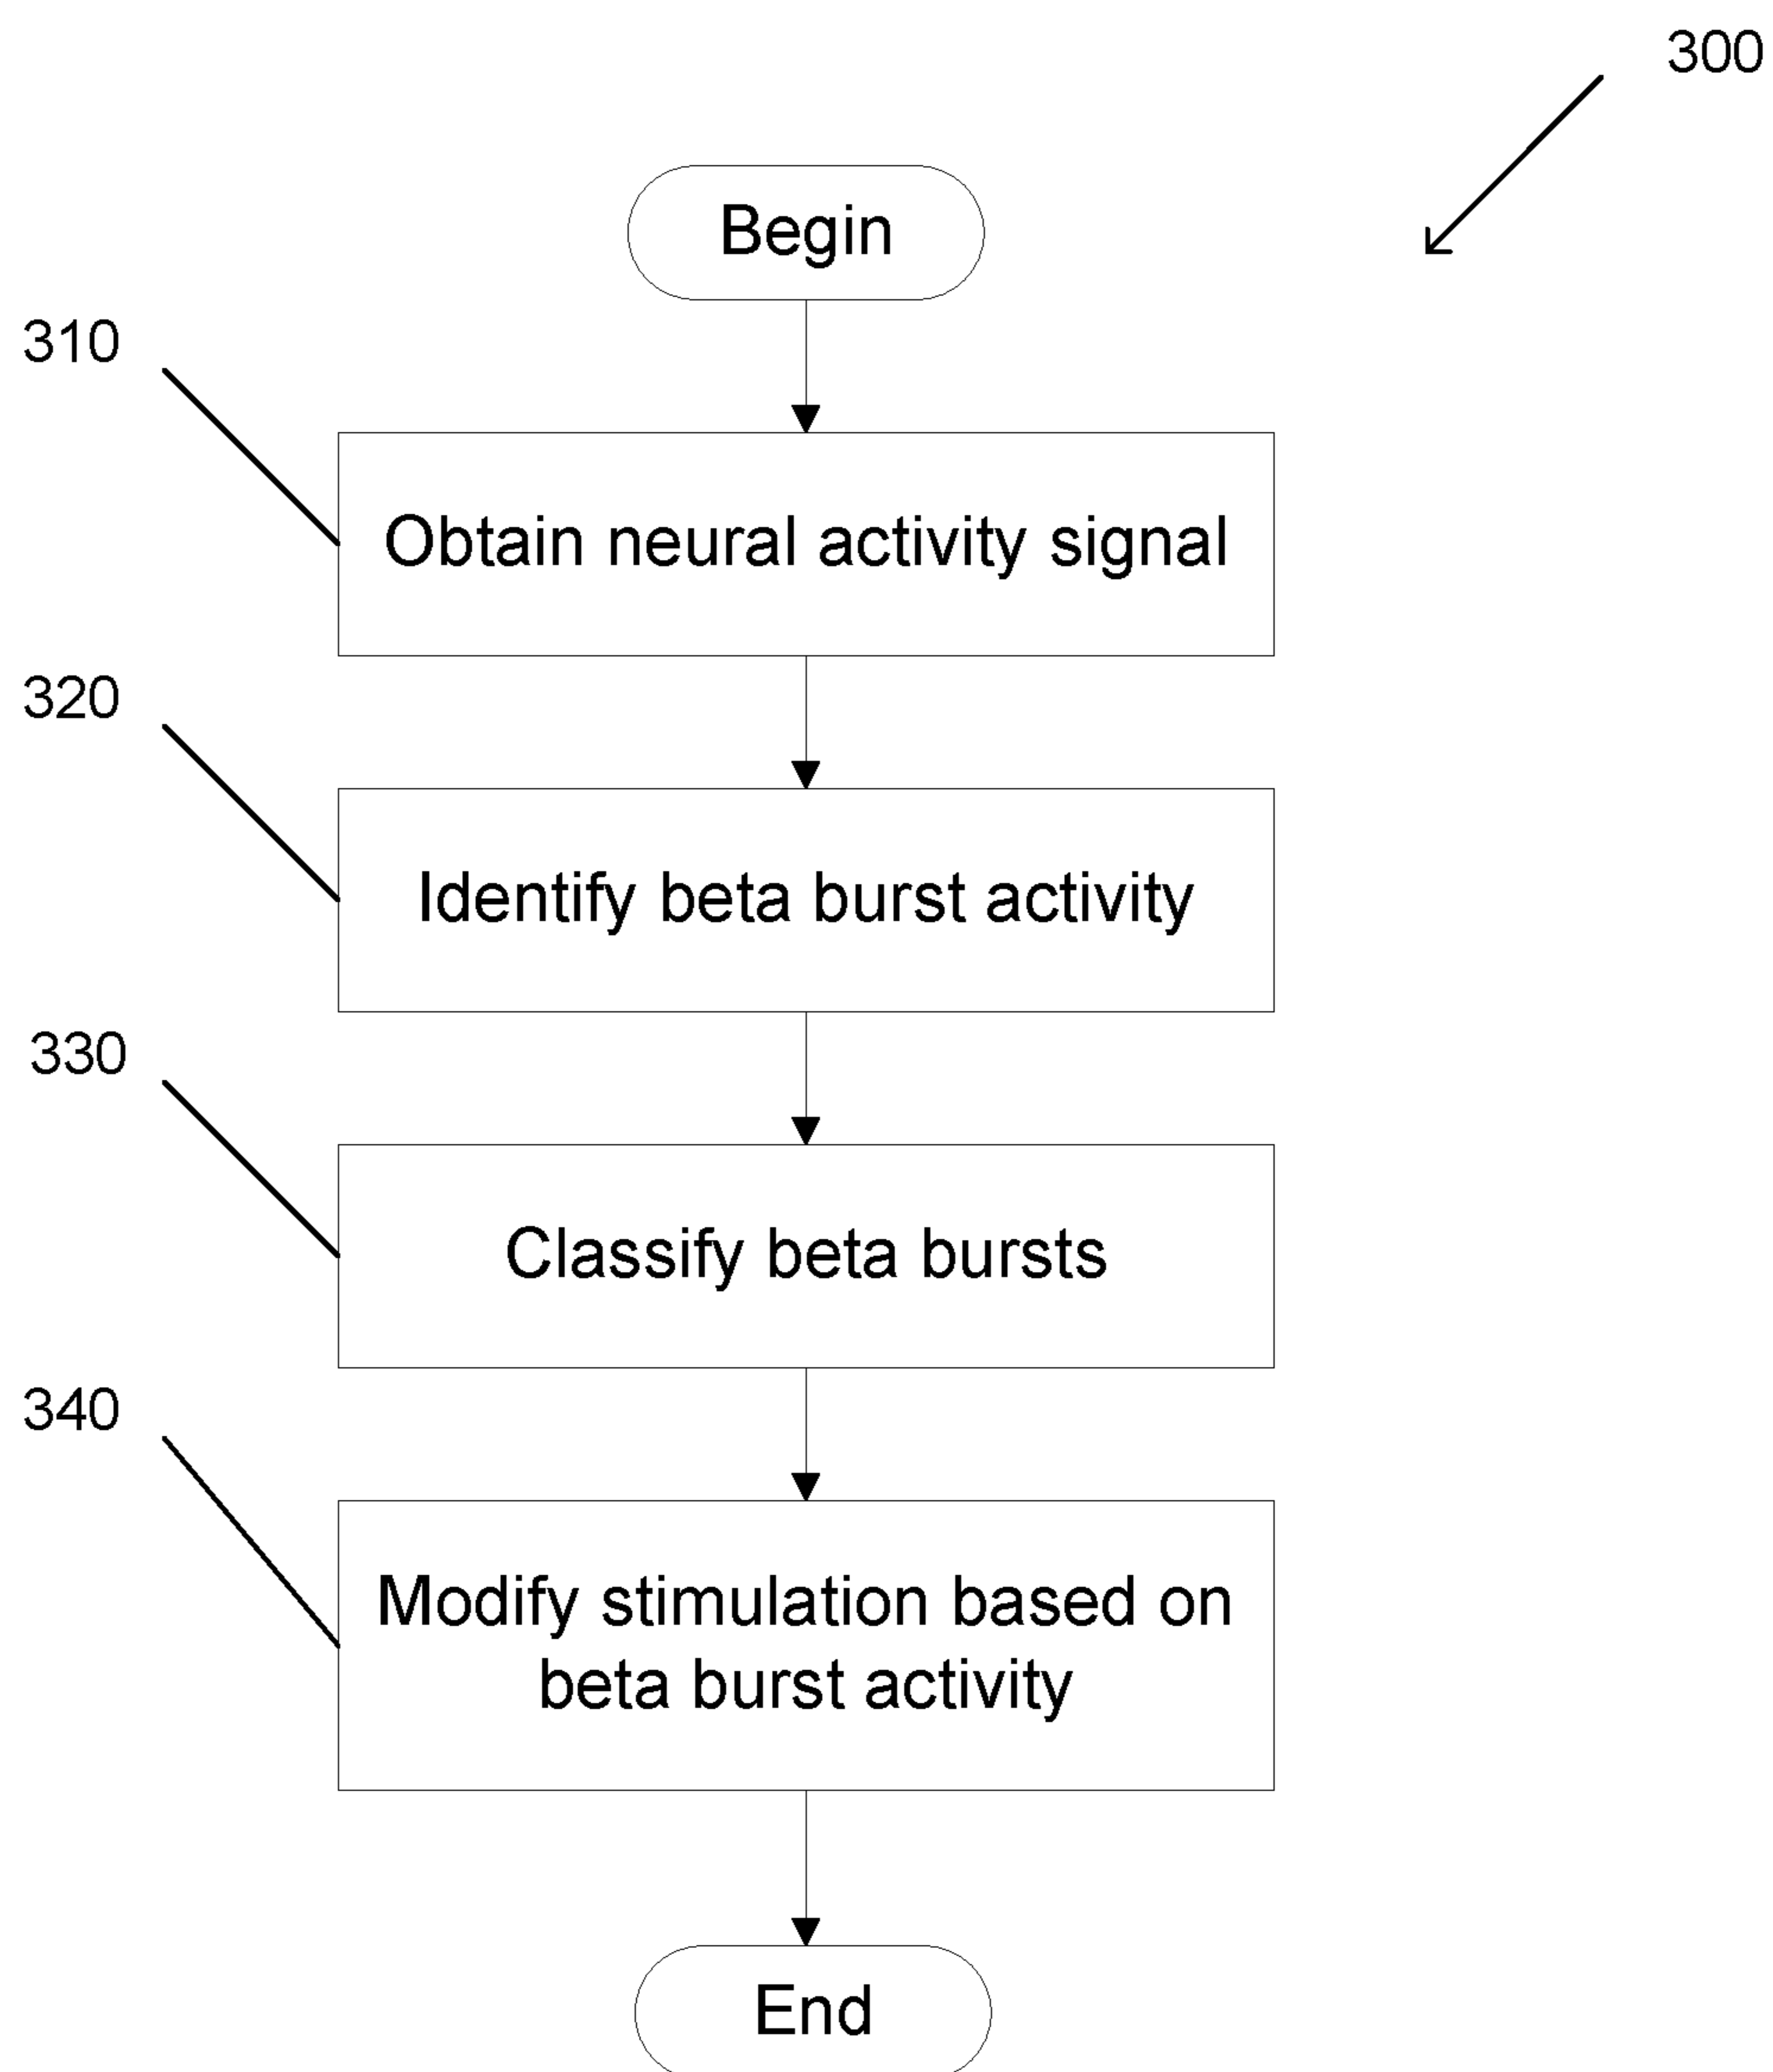 300
Begin
310
Obtain neural activity signal
320
Identify beta burst activity
330
Classify beta bursts
340
Modify stimulation based on
beta burst activity
End